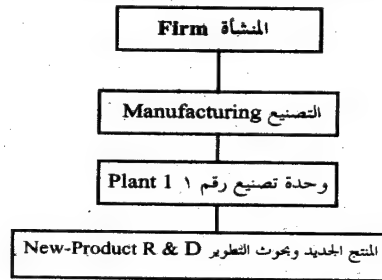 المنشأة Firm
التصنيع Manufacturing
وحدة تصنيع رقم ١ Plant 1
المنتج الجديد وبحوث التطوير New-Product R & D